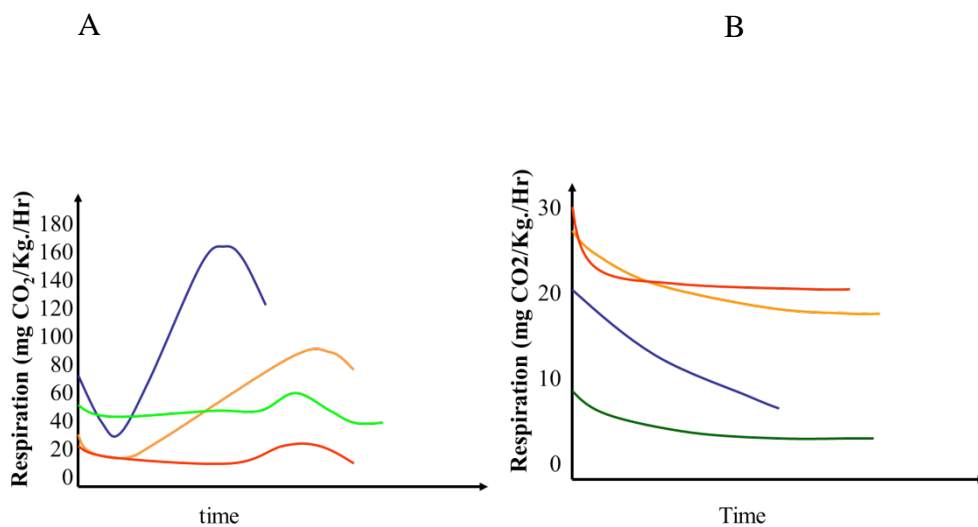 A
B
Respiration (mg CO₂/Kg./Hr)
180
160
140
120
100
80
60
40
20
0
time
Respiration (mg CO2/Kg./Hr)
30
20
10
0
Time